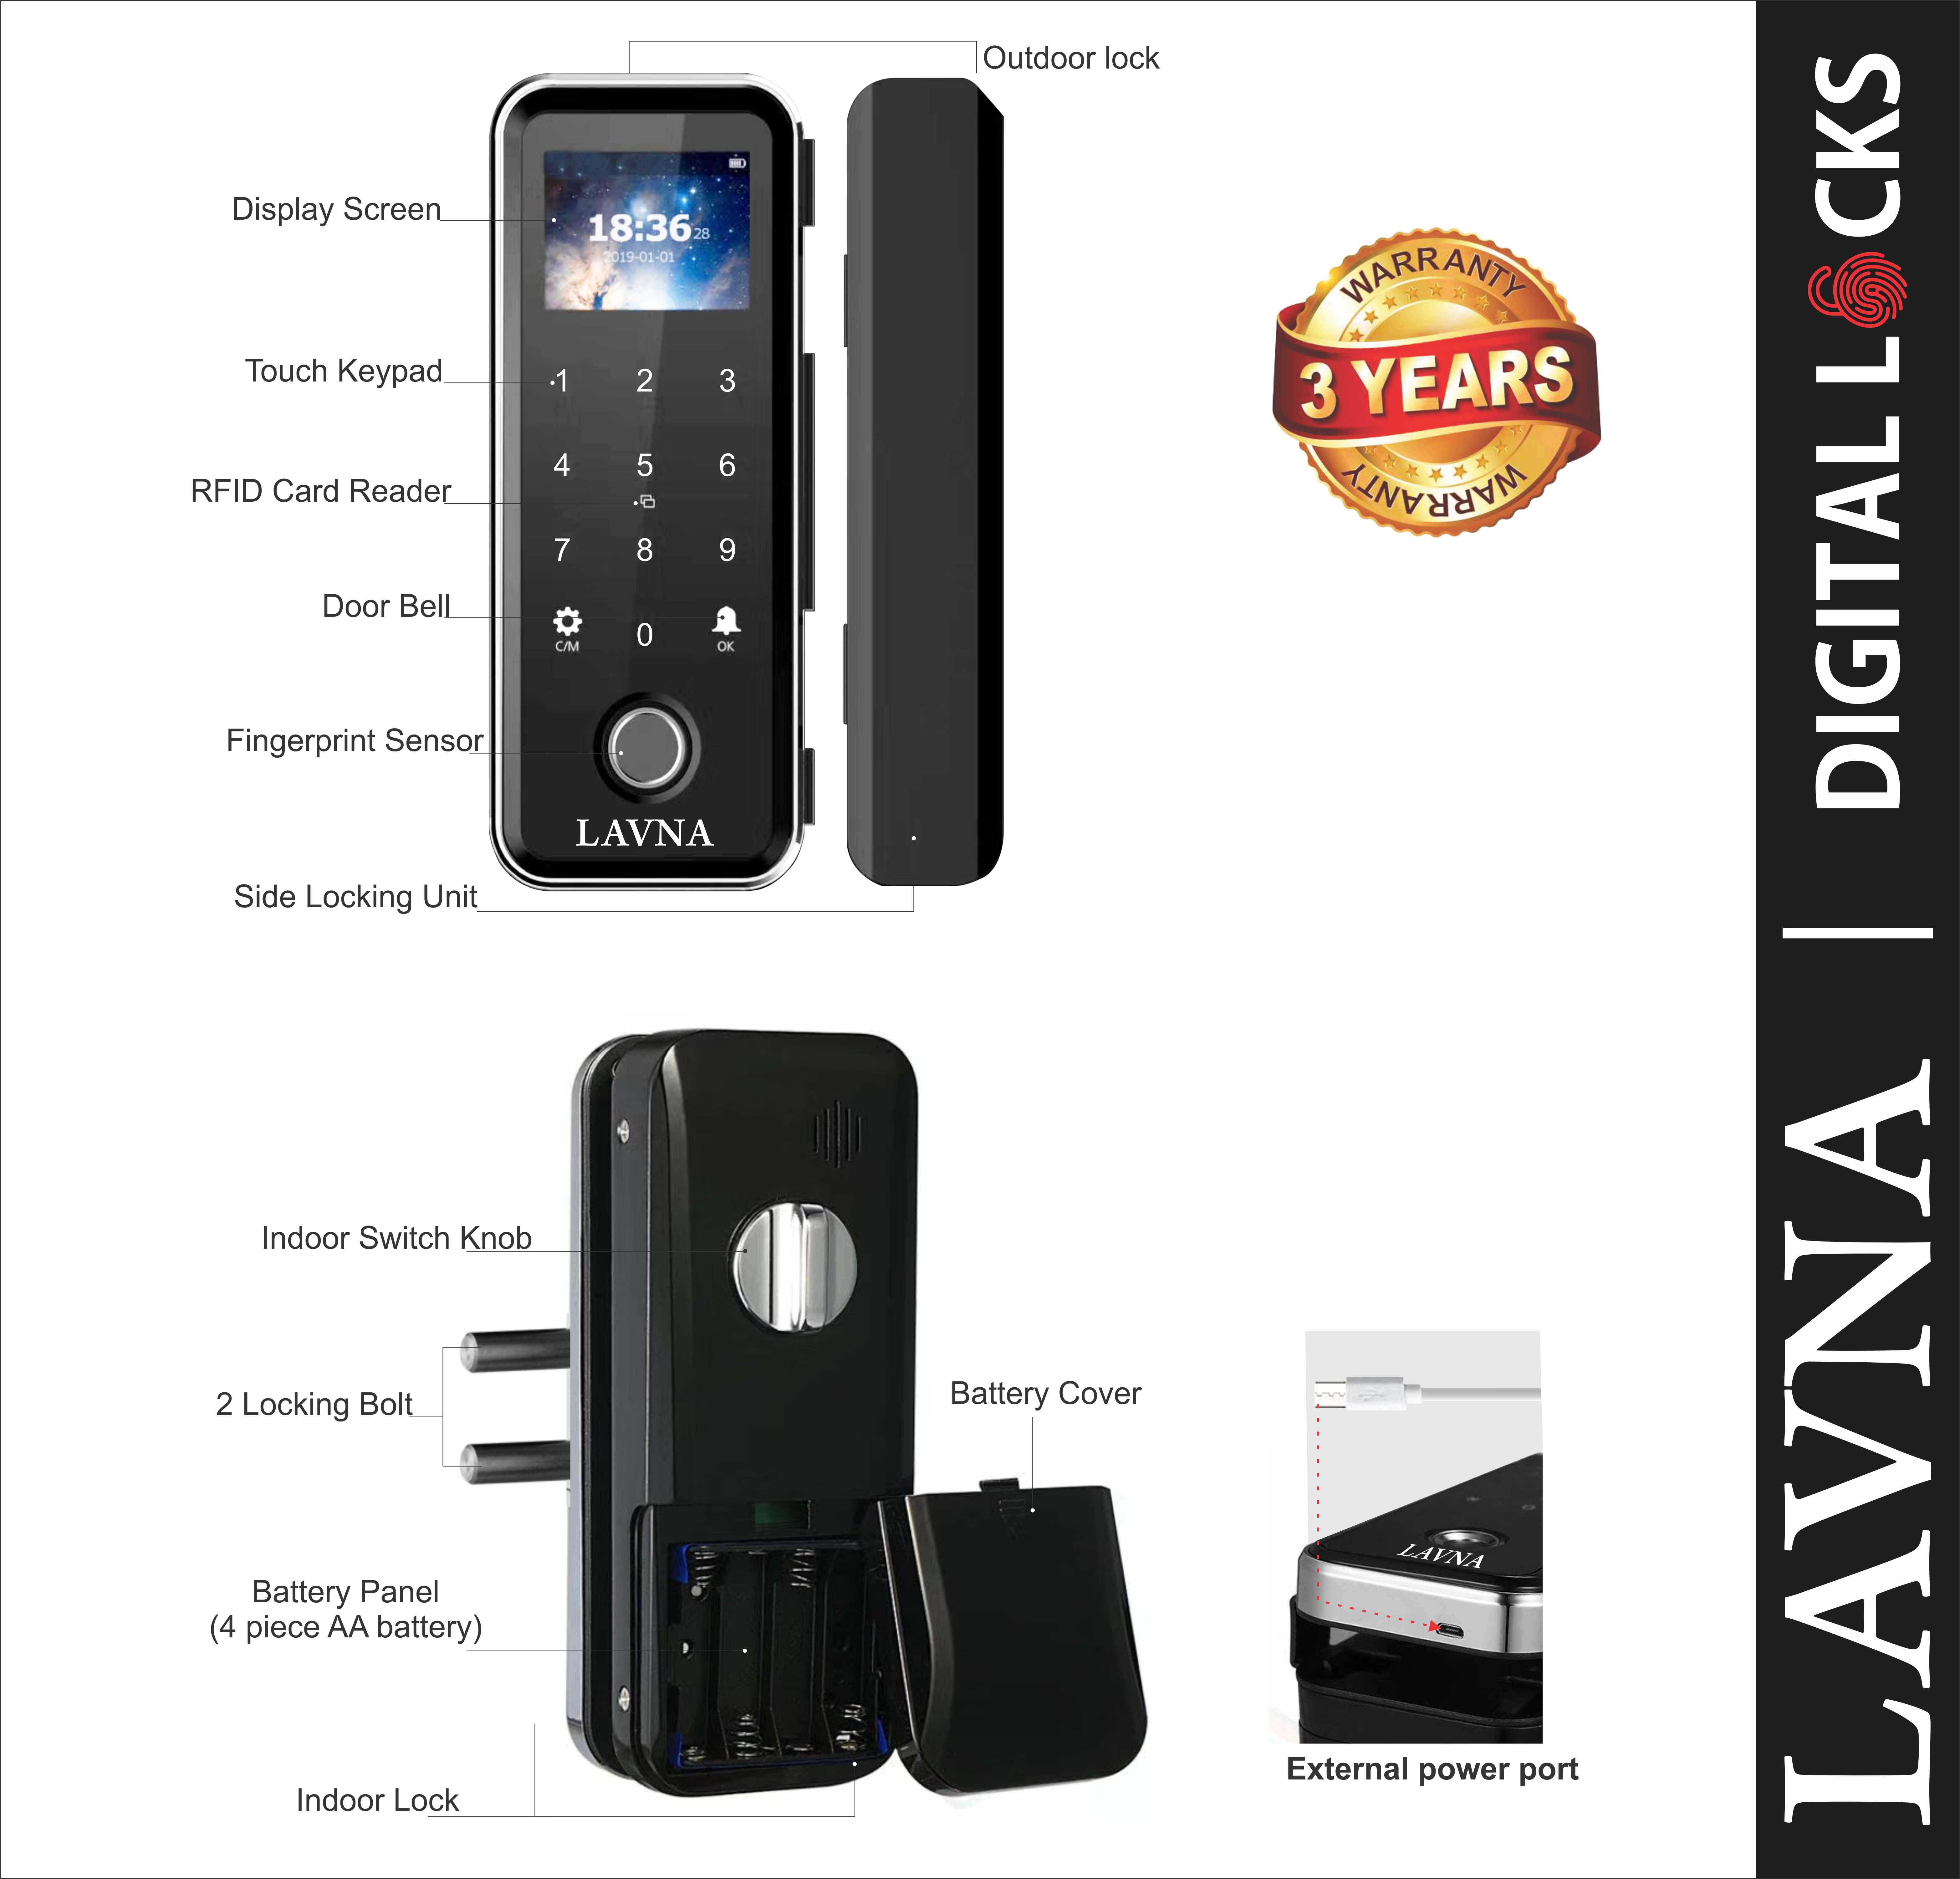 Outdoor lock
Display Screen
18:36 28
2019-01-01
Touch Keypad
1 2 3
4 5 6
RFID Card Reader
7 8 9
Door Bell
0
C/M OK
Fingerprint Sensor
LAVNA
Side Locking Unit
WARRANTY
3 YEARS
WARRANTY
Indoor Switch Knob
2 Locking Bolt
Battery Cover
Battery Panel
(4 piece AA battery)
Indoor Lock
LAVNA
External power port
LAVNA | DIGITAL LOCKS